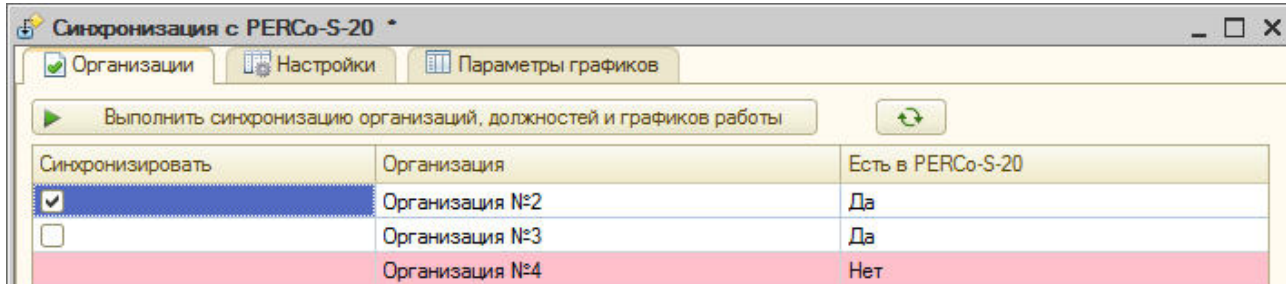 Синхронизация с PERCo-S-20 *
Организации Настройки Параметры графиков
Выполнить синхронизацию организаций, должностей и графиков работы
Синхронизировать Организация Есть в PERCo-S-20
Организация №2 Да
Организация №3 Да
Организация №4 Нет